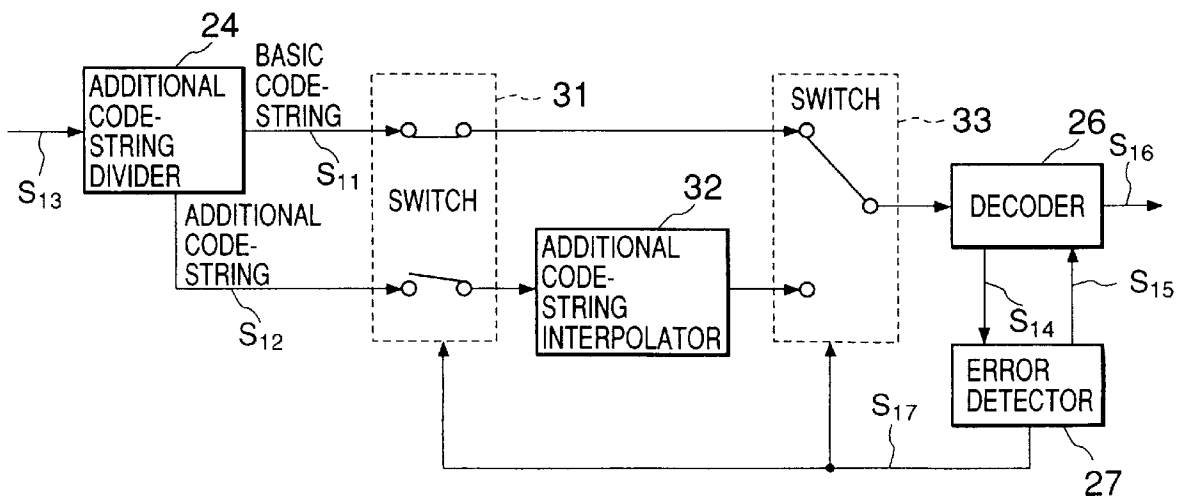 24
ADDITIONAL
CODE-
STRING
DIVIDER
S13
BASIC
CODE-
STRING
S11
ADDITIONAL
CODE-
STRING
S12
31
SWITCH
32
ADDITIONAL
CODE-
STRING
INTERPOLATOR
SWITCH
33
26
DECODER
S16
S14
S15
ERROR
DETECTOR
27
S17